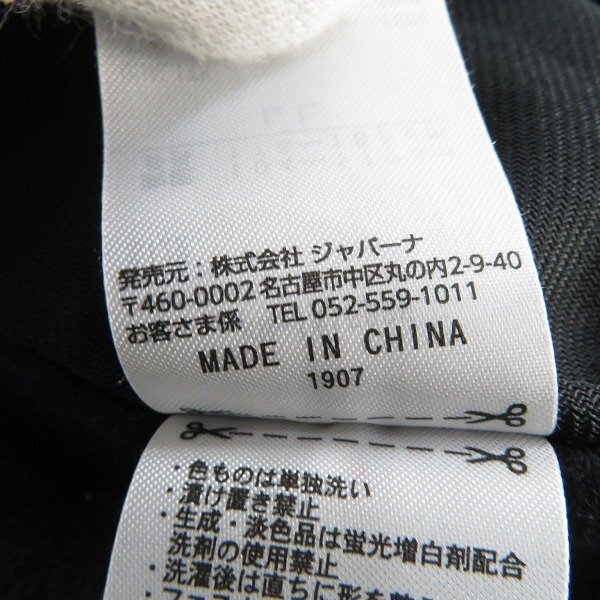 発売元：株式会社 ジャパーナ
〒460-0002 名古屋市中区丸の内2-9-40
お客さま係 TEL 052-559-1011
MADE IN CHINA
1907
・色ものは単独洗い
・漬け置き禁止
・生成・淡色品は蛍光増白剤配合
洗剤の使用禁止
・洗濯後は直ちに形を整